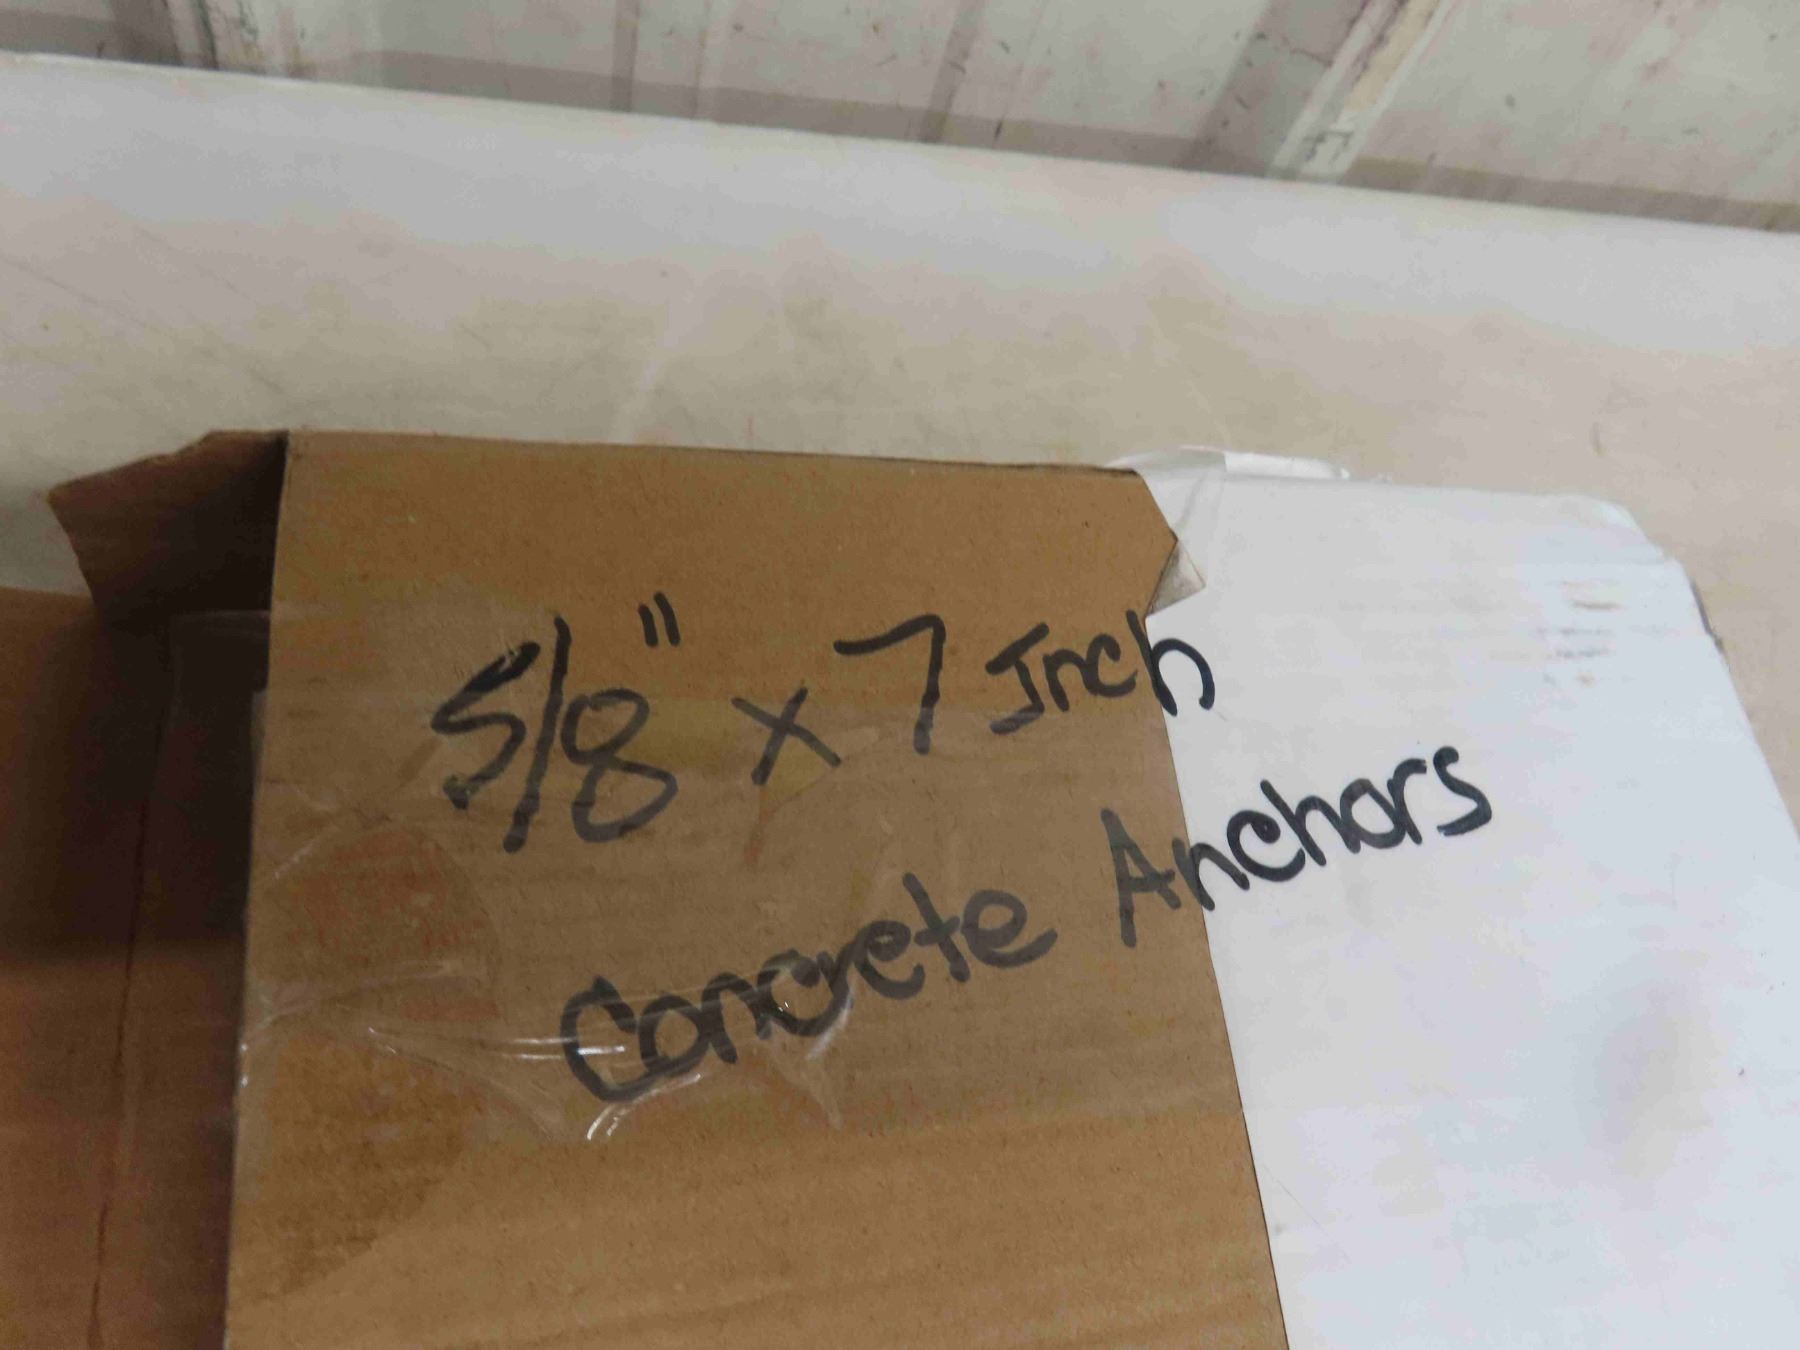 5/8" x 7 Inch
Concrete Anchors